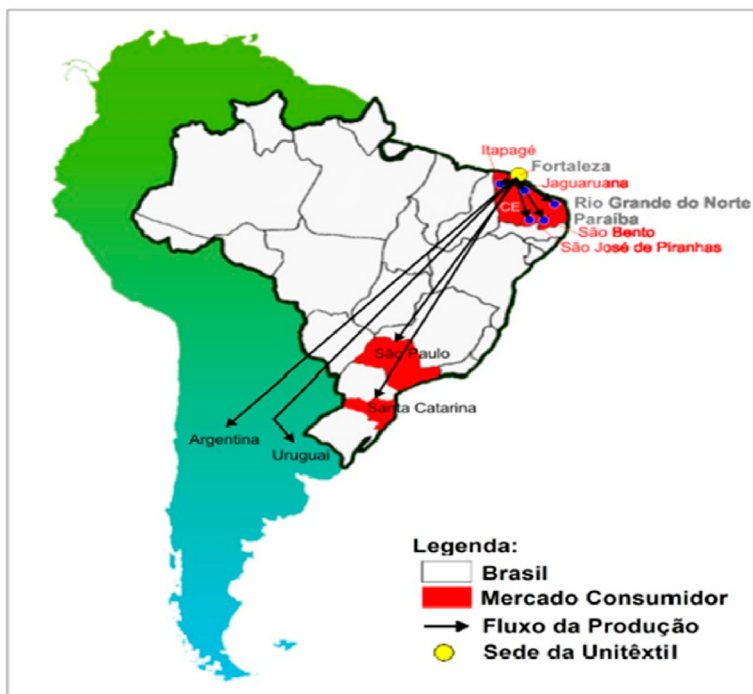 Itapagé
Fortaleza
Jaguaruana
CE
Rio Grande do Norte
Paraíba
São Bento
São José de Piranhas
São Paulo
Santa Catarina
Argentina
Uruguai
Legenda:
Brasil
Mercado Consumidor
Fluxo da Produção
Sede da Unitêxtil